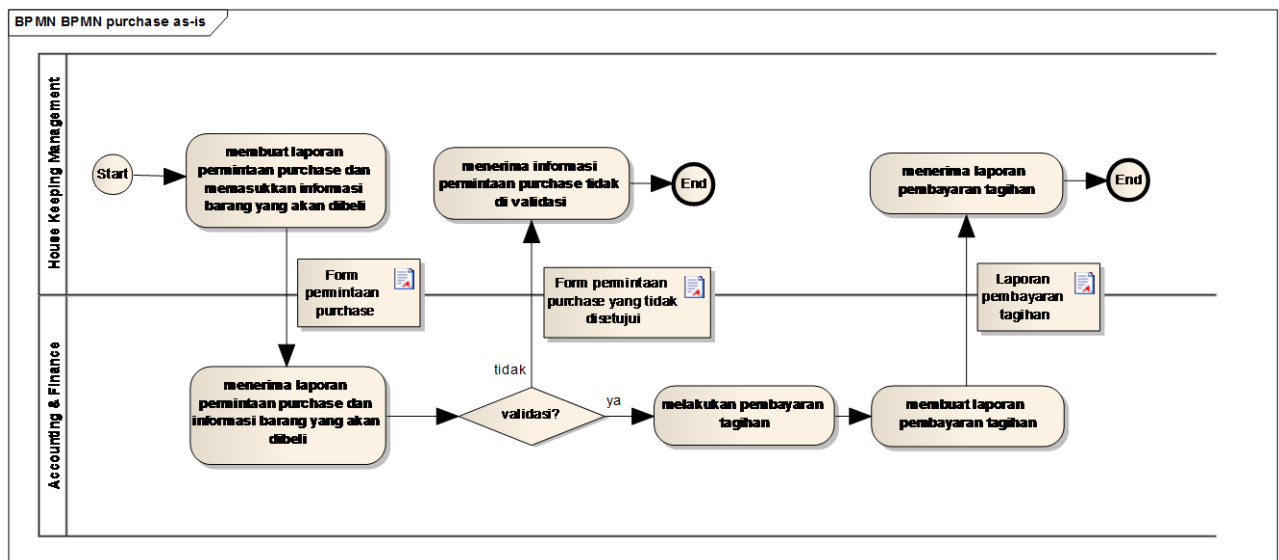 BPMN BPMN purchase as-is
House Keeping Management
Start
membuat laporan
permintaan purchase dan
memasukkan informasi
barang yang akan dibeli
menerima informasi
permintaan purchase tidak
di validasi
End
menerima laporan
pembayaran tagihan
End
Form
permintaan
purchase
Form permintaan
purchase yang tidak
disetujui
Laporan
pembayaran
tagihan
Accounting & Finance
menerima laporan
permintaan purchase dan
informasi barang yang akan
dibeli
tidak
validasi?
ya
melakukan pembayaran
tagihan
membuat laporan
pembayaran tagihan